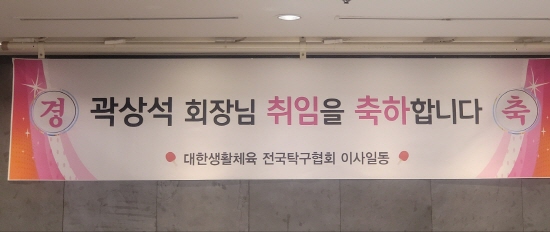 경 곽상석 회장님 취임을 축하합니다 축
대한생활체육 전국탁구협회 이사일동